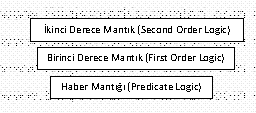 İkinci Derece Mantık (Second Order Logic)
Birinci Derece Mantık (First Order Logic)
Haber Mantığı (Predicate Logic)